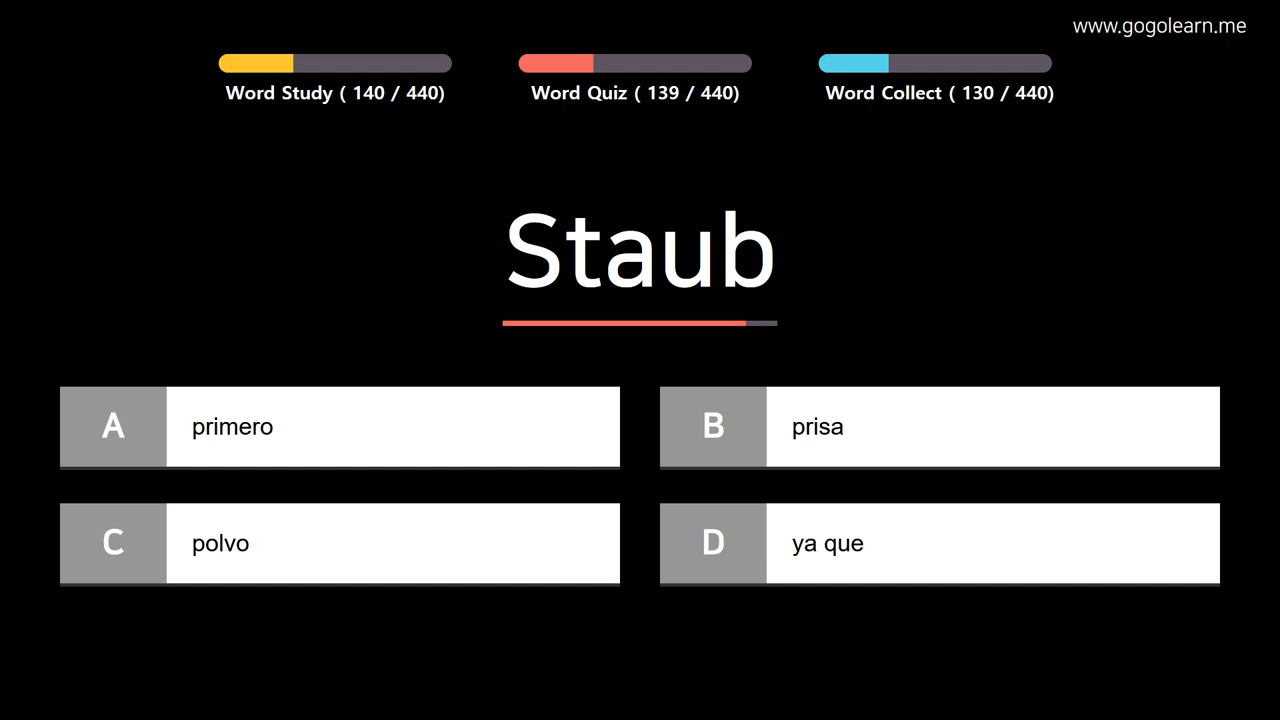 www.gogolearn.me
Word Study ( 140 / 440)
Word Quiz ( 139 / 440)
Word Collect ( 130 / 440)
Staub
A primero
B prisa
C polvo
D ya que